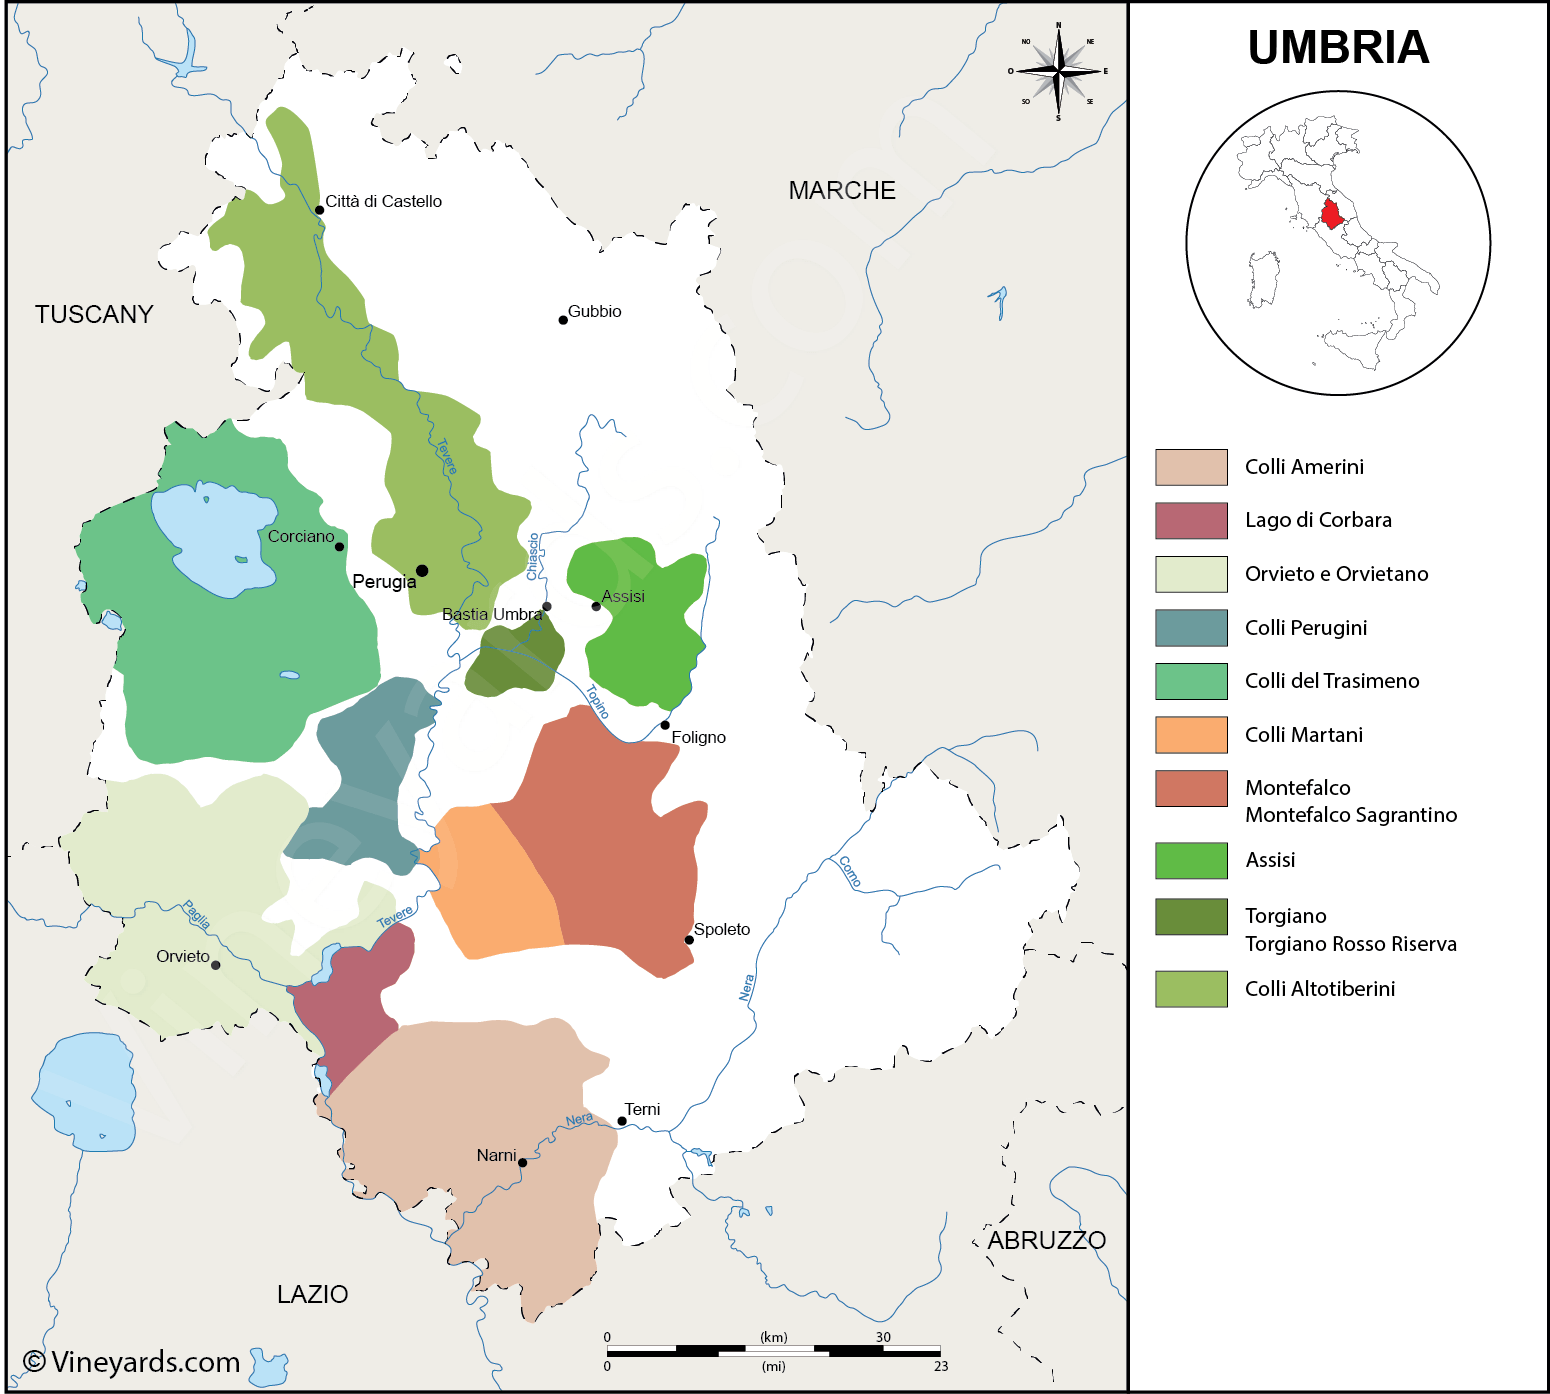 UMBRIA
N
NO
NE
O
E
SO
SE
S
MARCHE
TUSCANY
Città di Castello
Gubbio
Tevere
Corciano
Chiascio
Perugia
Assisi
Bastia Umbra
Topino
Foligno
Corno
Paglia
Tevere
Spoleto
Orvieto
Nera
Terni
Nera
Narni
ABRUZZO
LAZIO
0 (km) 30
0 (mi) 23
© Vineyards.com
Colli Amerini
Lago di Corbara
Orvieto e Orvietano
Colli Perugini
Colli del Trasimeno
Colli Martani
Montefalco
Montefalco Sagrantino
Assisi
Torgiano
Torgiano Rosso Riserva
Colli Altotiberini